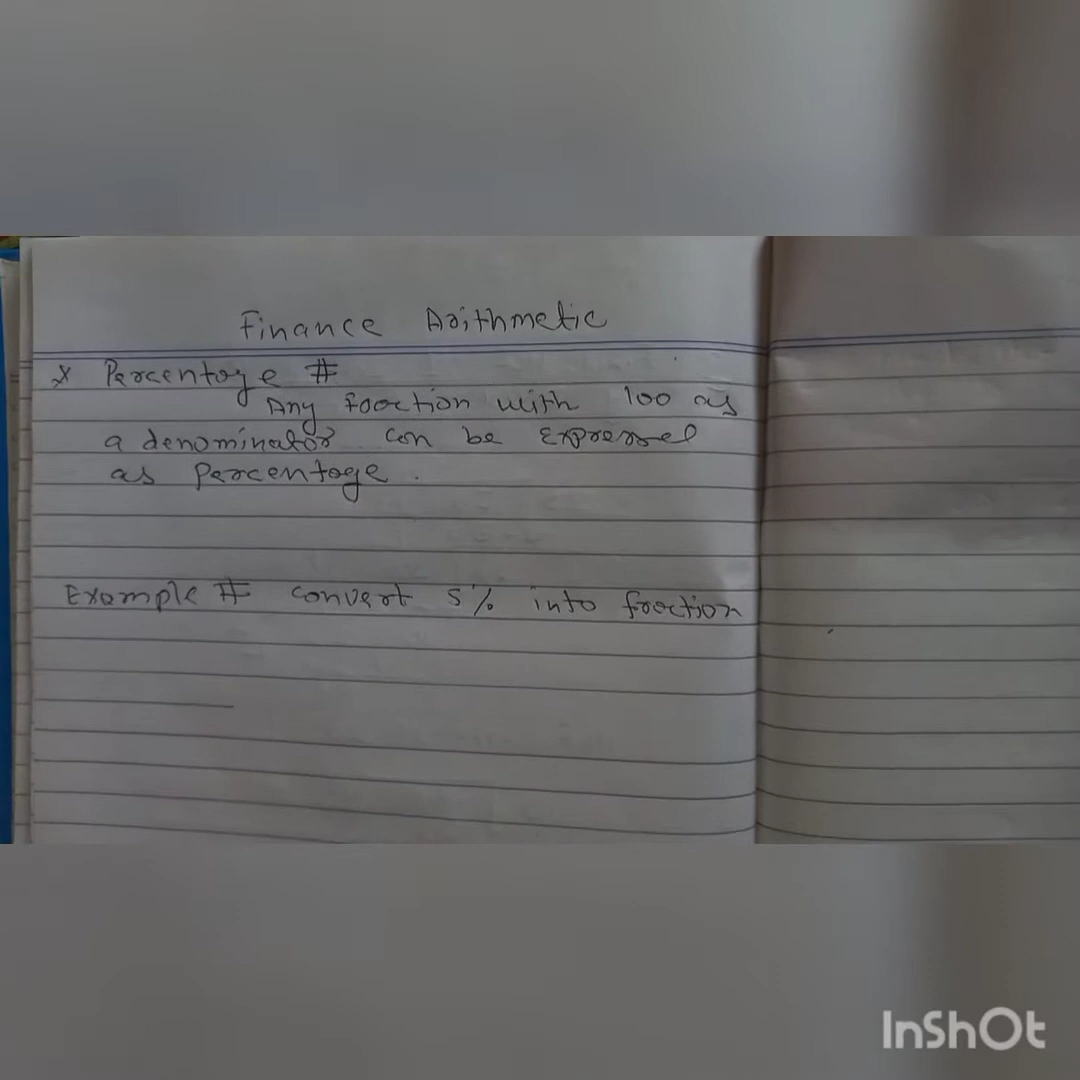 Finance Arithmetic
* Percentage #
Any fraction with 100 as
a denominator can be Expressed
as Percentage.
Example # convert 5% into fraction
InShOt